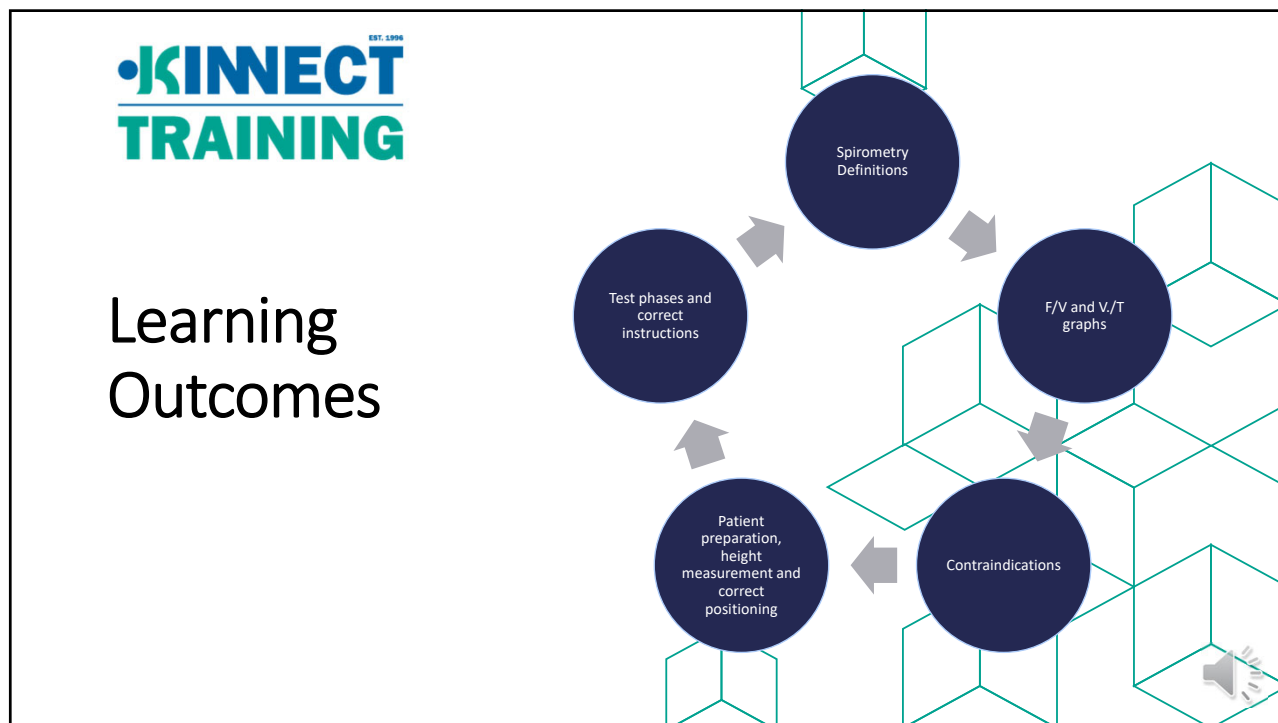 EST. 1996
KINNECT
TRAINING
Learning
Outcomes
Spirometry
Definitions
F/V and V./T
graphs
Contraindications
Patient
preparation,
height
measurement and
correct
positioning
Test phases and
correct
instructions